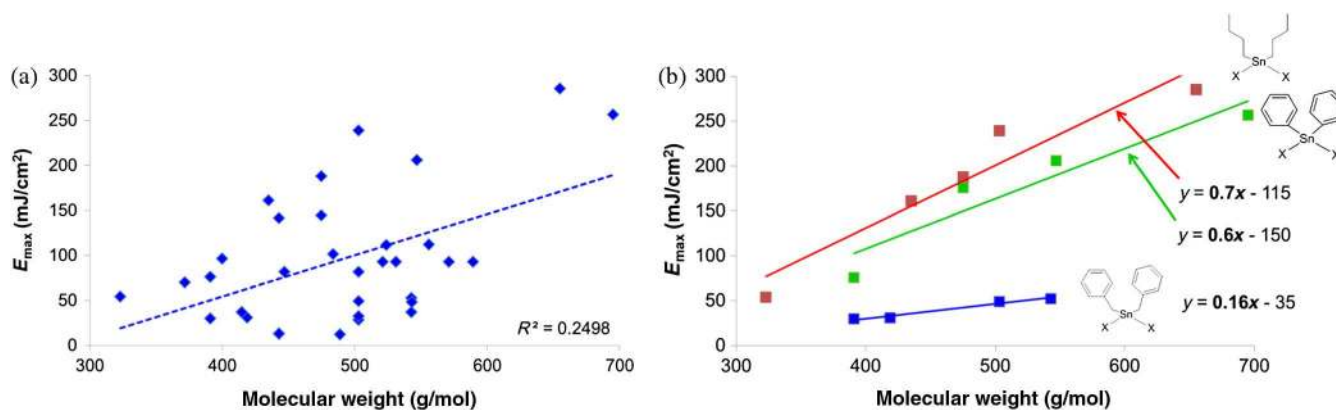 (a)
300
250
200
150
100
50
0
E max (mJ/cm²)
300 400 500 600 700
Molecular weight (g/mol)
R² = 0.2498
(b)
300
250
200
150
100
50
0
E max (mJ/cm²)
300 400 500 600 700
Molecular weight (g/mol)
Sn
X X
Sn
X X
y = 0.7x - 115
y = 0.6x - 150
Sn
X X
y = 0.16x - 35